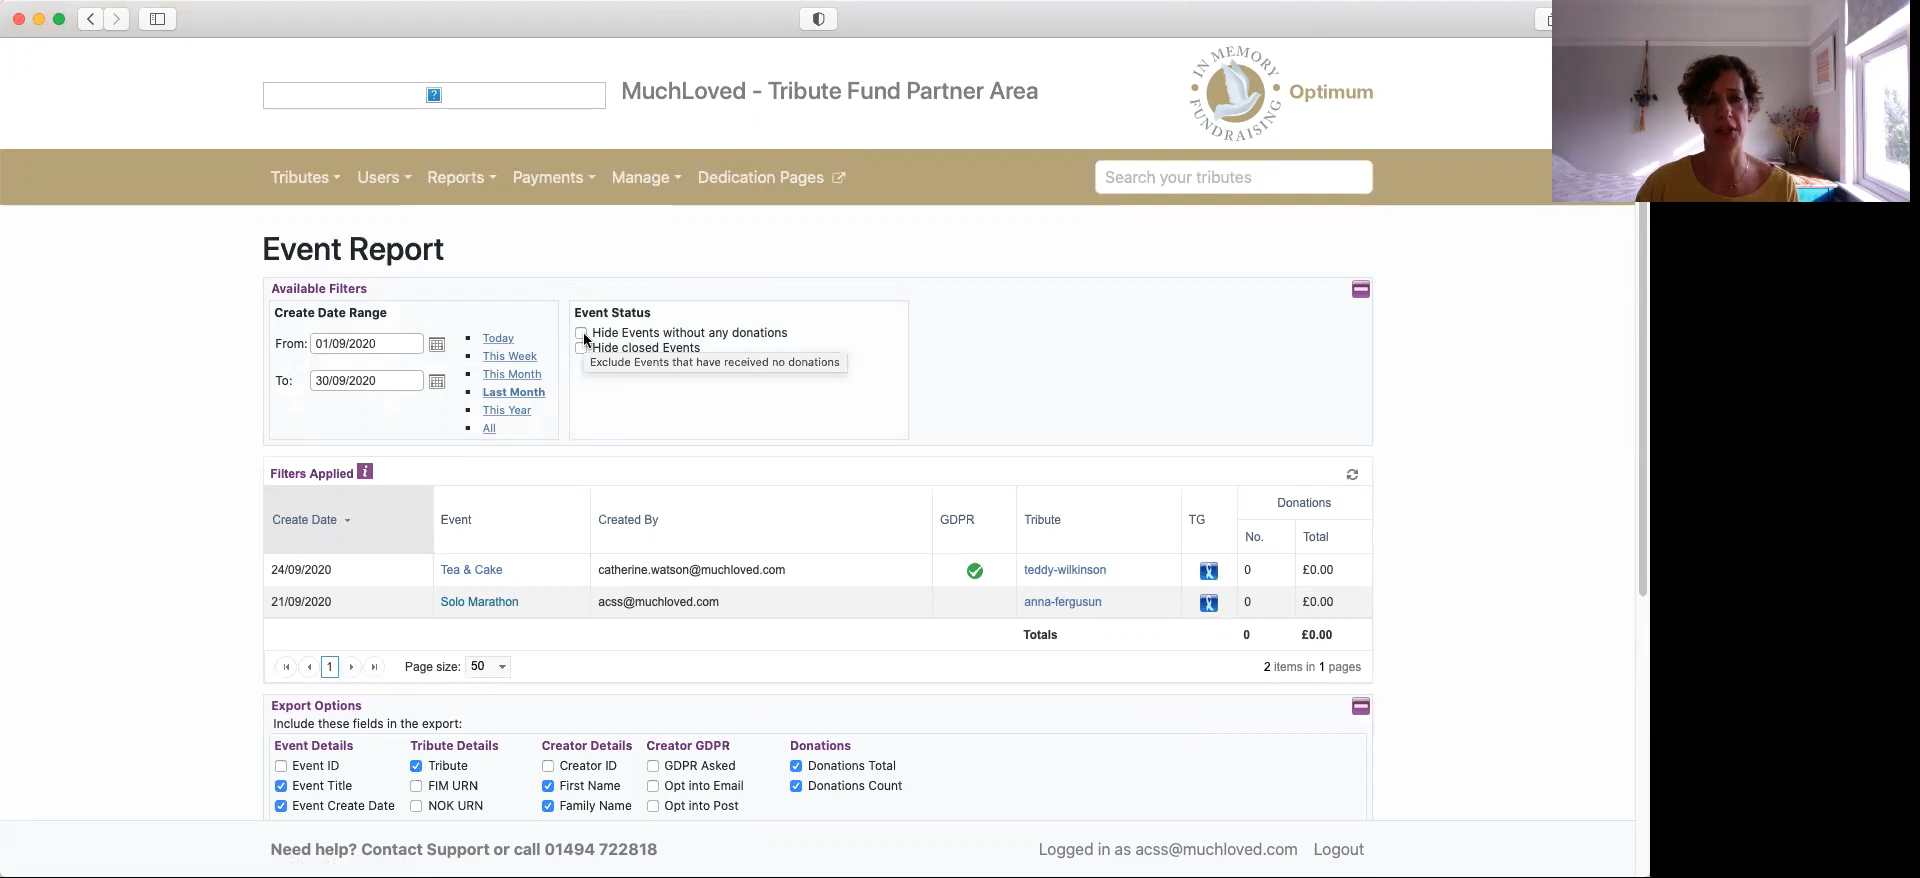 ?
MuchLoved - Tribute Fund Partner Area
IN MEMORY
FUNDRAISING
Optimum
Tributes Users Reports Payments Manage Dedication Pages
Search your tributes
Event Report
Available Filters
Create Date Range
From: 01/09/2020
To: 30/09/2020
Today
This Week
This Month
Last Month
This Year
All
Event Status
Hide Events without any donations
Hide closed Events
Exclude Events that have received no donations
Filters Applied i
Create Date Event Created By GDPR Tribute TG Donations
No. Total
24/09/2020 Tea & Cake catherine.watson@muchloved.com teddy-wilkinson 0 £0.00
21/09/2020 Solo Marathon acss@muchloved.com anna-fergusun 0 £0.00
Totals 0 £0.00
1 Page size: 50 2 items in 1 pages
Export Options
Include these fields in the export:
Event Details Tribute Details Creator Details Creator GDPR Donations
Event ID Tribute Creator ID GDPR Asked Donations Total
Event Title FIM URN First Name Opt into Email Donations Count
Event Create Date NOK URN Family Name Opt into Post
Need help? Contact Support or call 01494 722818
Logged in as acss@muchloved.com Logout